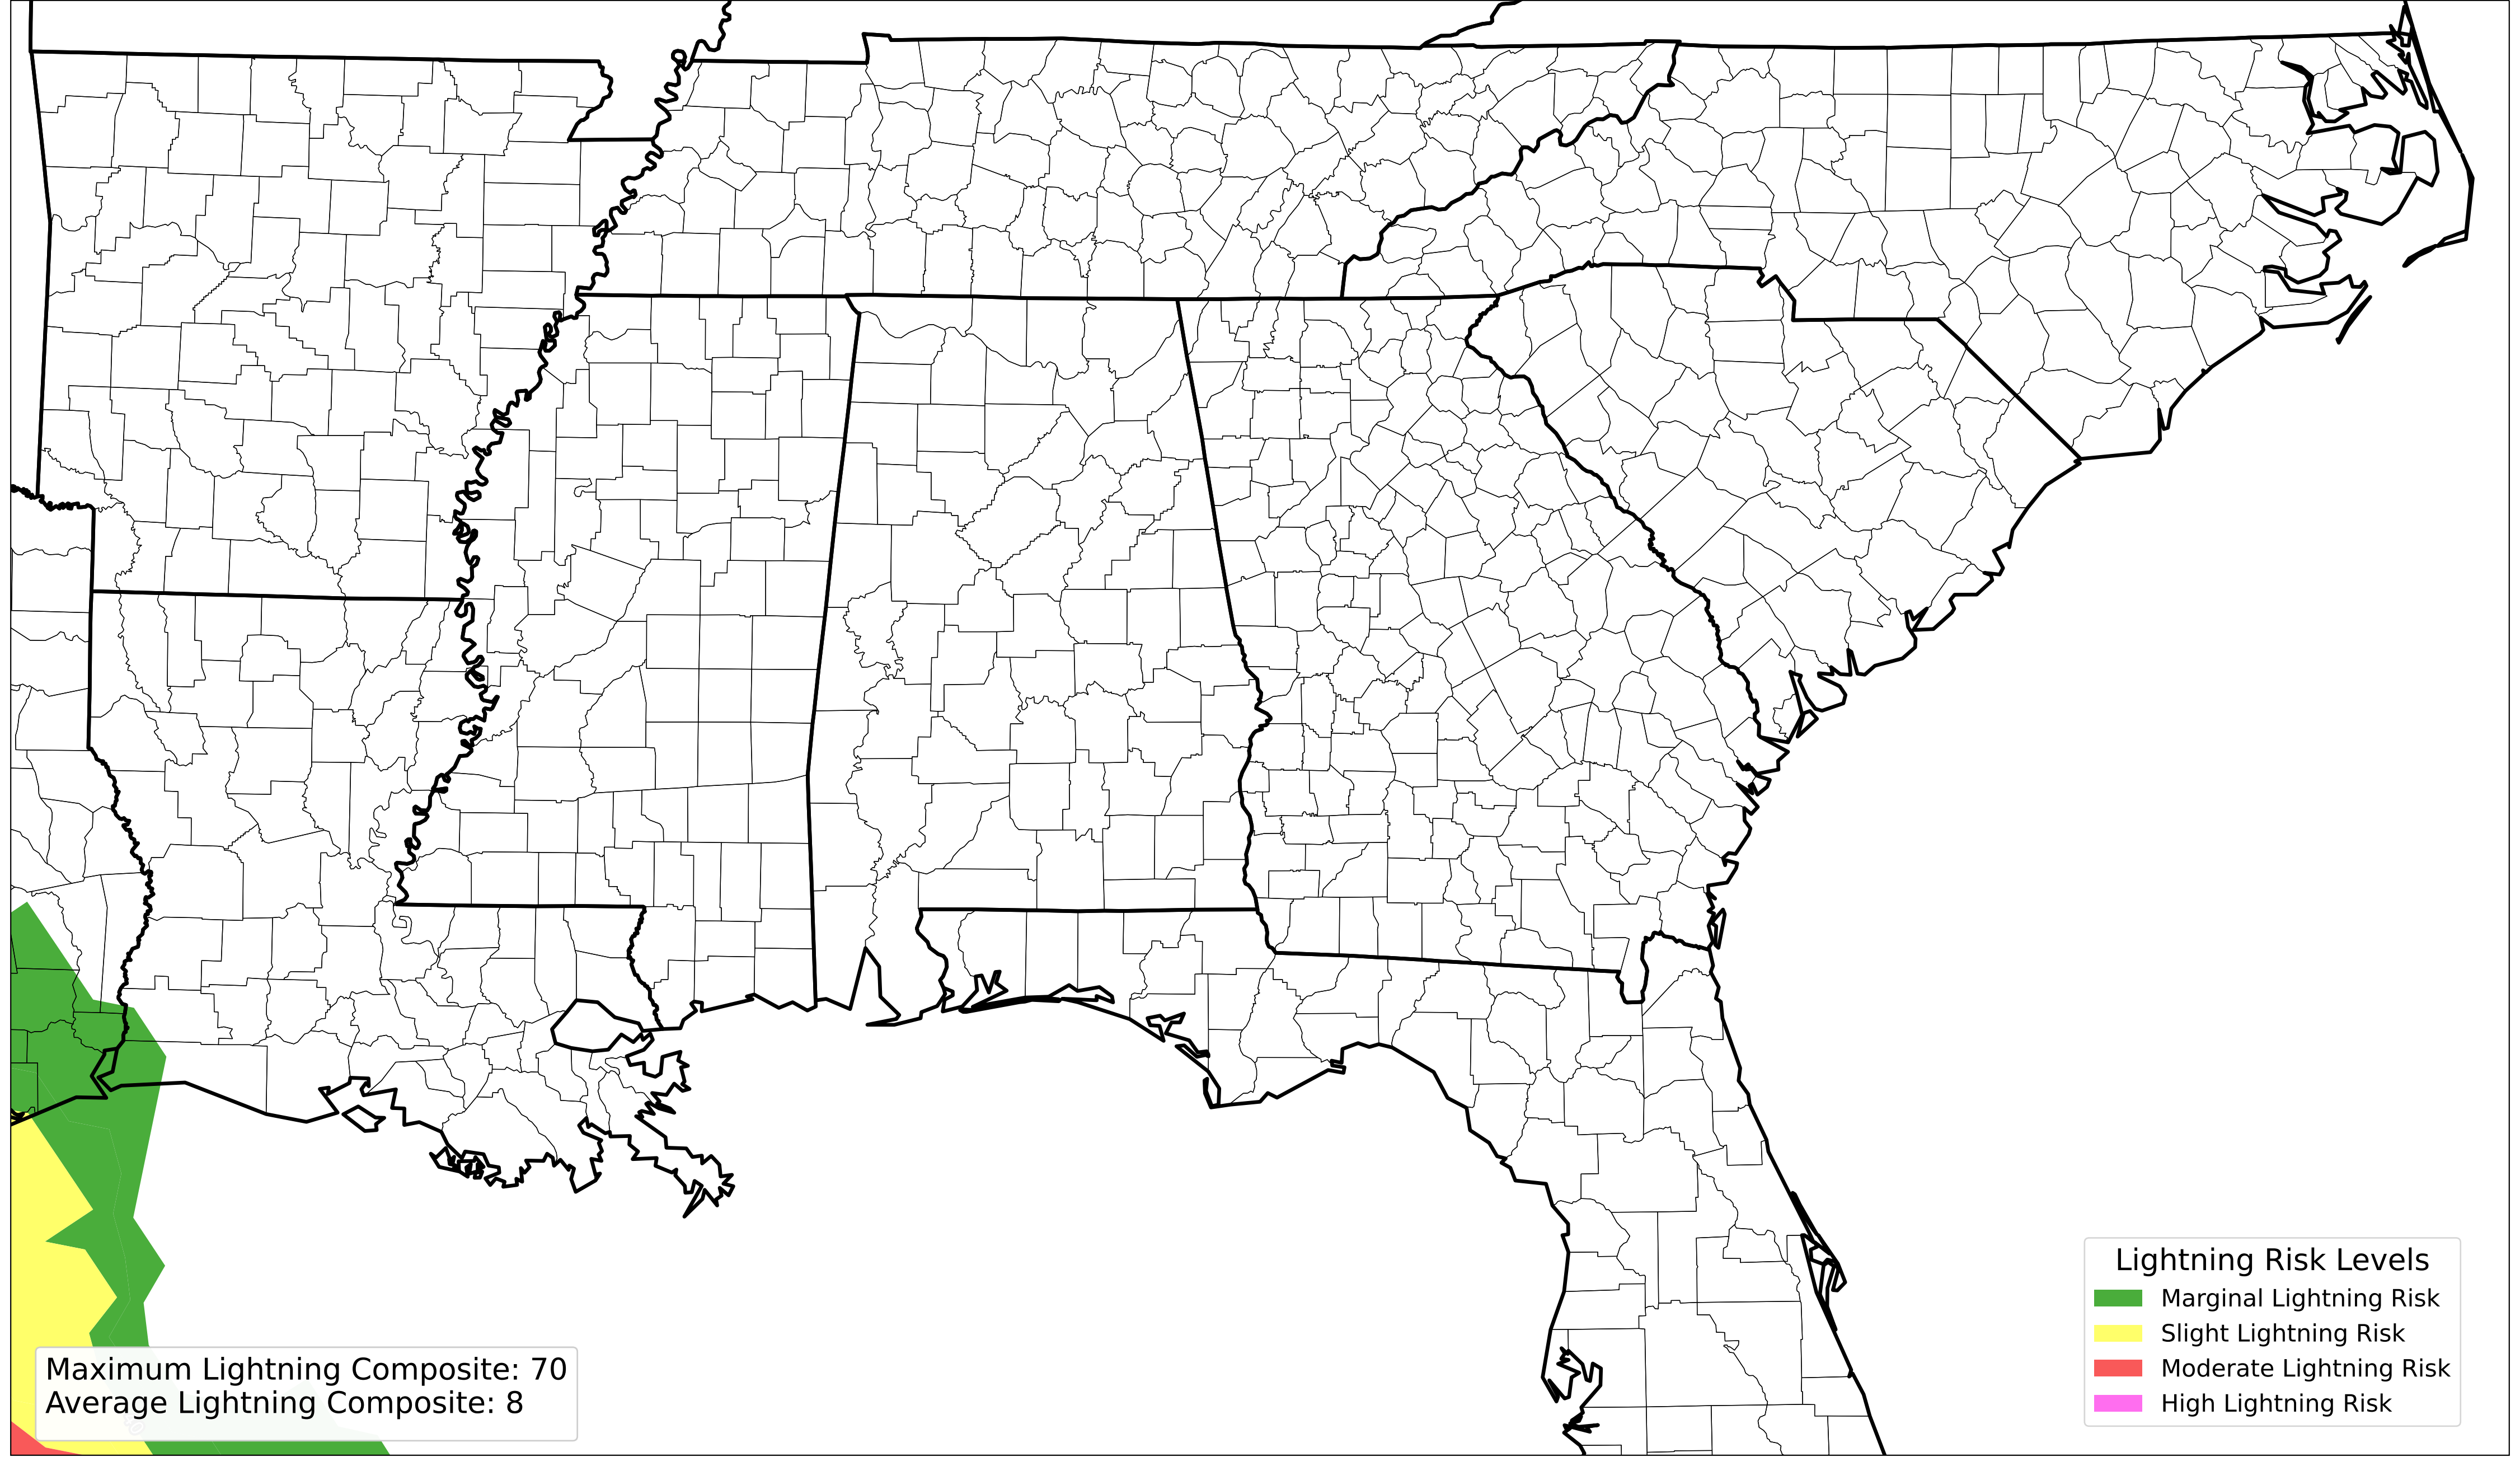 Lightning Risk Levels
Marginal Lightning Risk
Slight Lightning Risk
Moderate Lightning Risk
High Lightning Risk
Maximum Lightning Composite: 70
Average Lightning Composite: 8